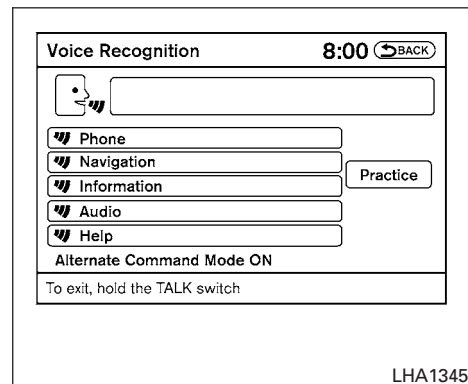 Voice Recognition 8:00 BACK
Phone
Navigation
Information
Practice
Audio
Help
Alternate Command Mode ON
To exit, hold the TALK switch
LHA1345